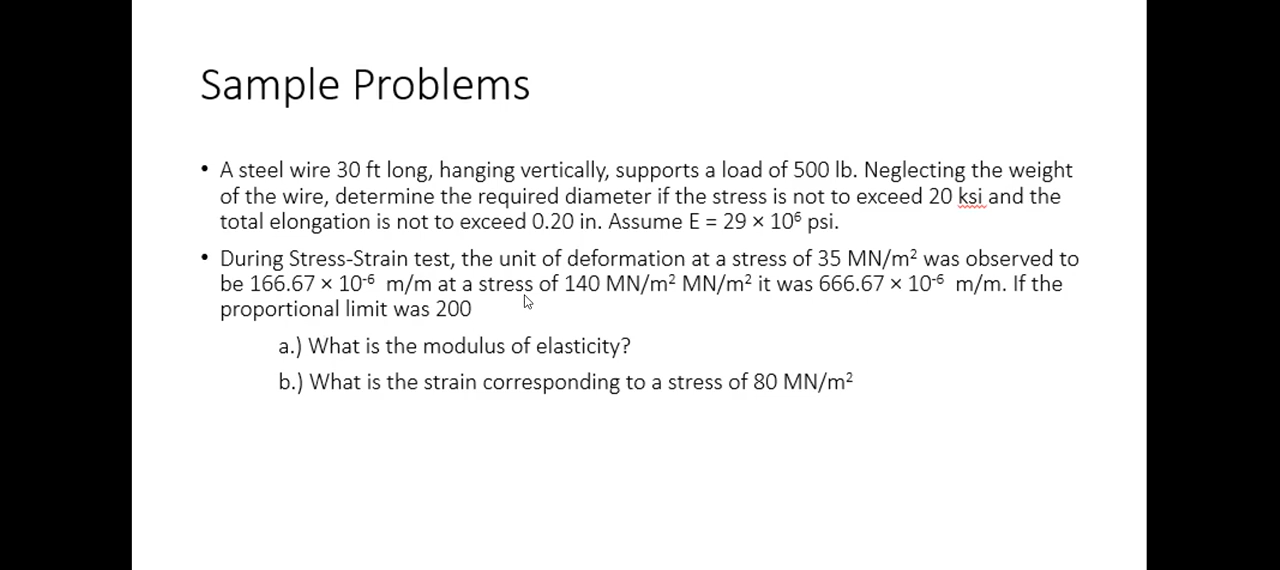 Sample Problems
• A steel wire 30 ft long, hanging vertically, supports a load of 500 lb. Neglecting the weight
of the wire, determine the required diameter if the stress is not to exceed 20 ksi and the
total elongation is not to exceed 0.20 in. Assume E = 29 × 10⁶ psi.
• During Stress-Strain test, the unit of deformation at a stress of 35 MN/m² was observed to
be 166.67 × 10⁻⁶ m/m at a stress of 140 MN/m² MN/m² it was 666.67 × 10⁻⁶ m/m. If the
proportional limit was 200
a.) What is the modulus of elasticity?
b.) What is the strain corresponding to a stress of 80 MN/m²